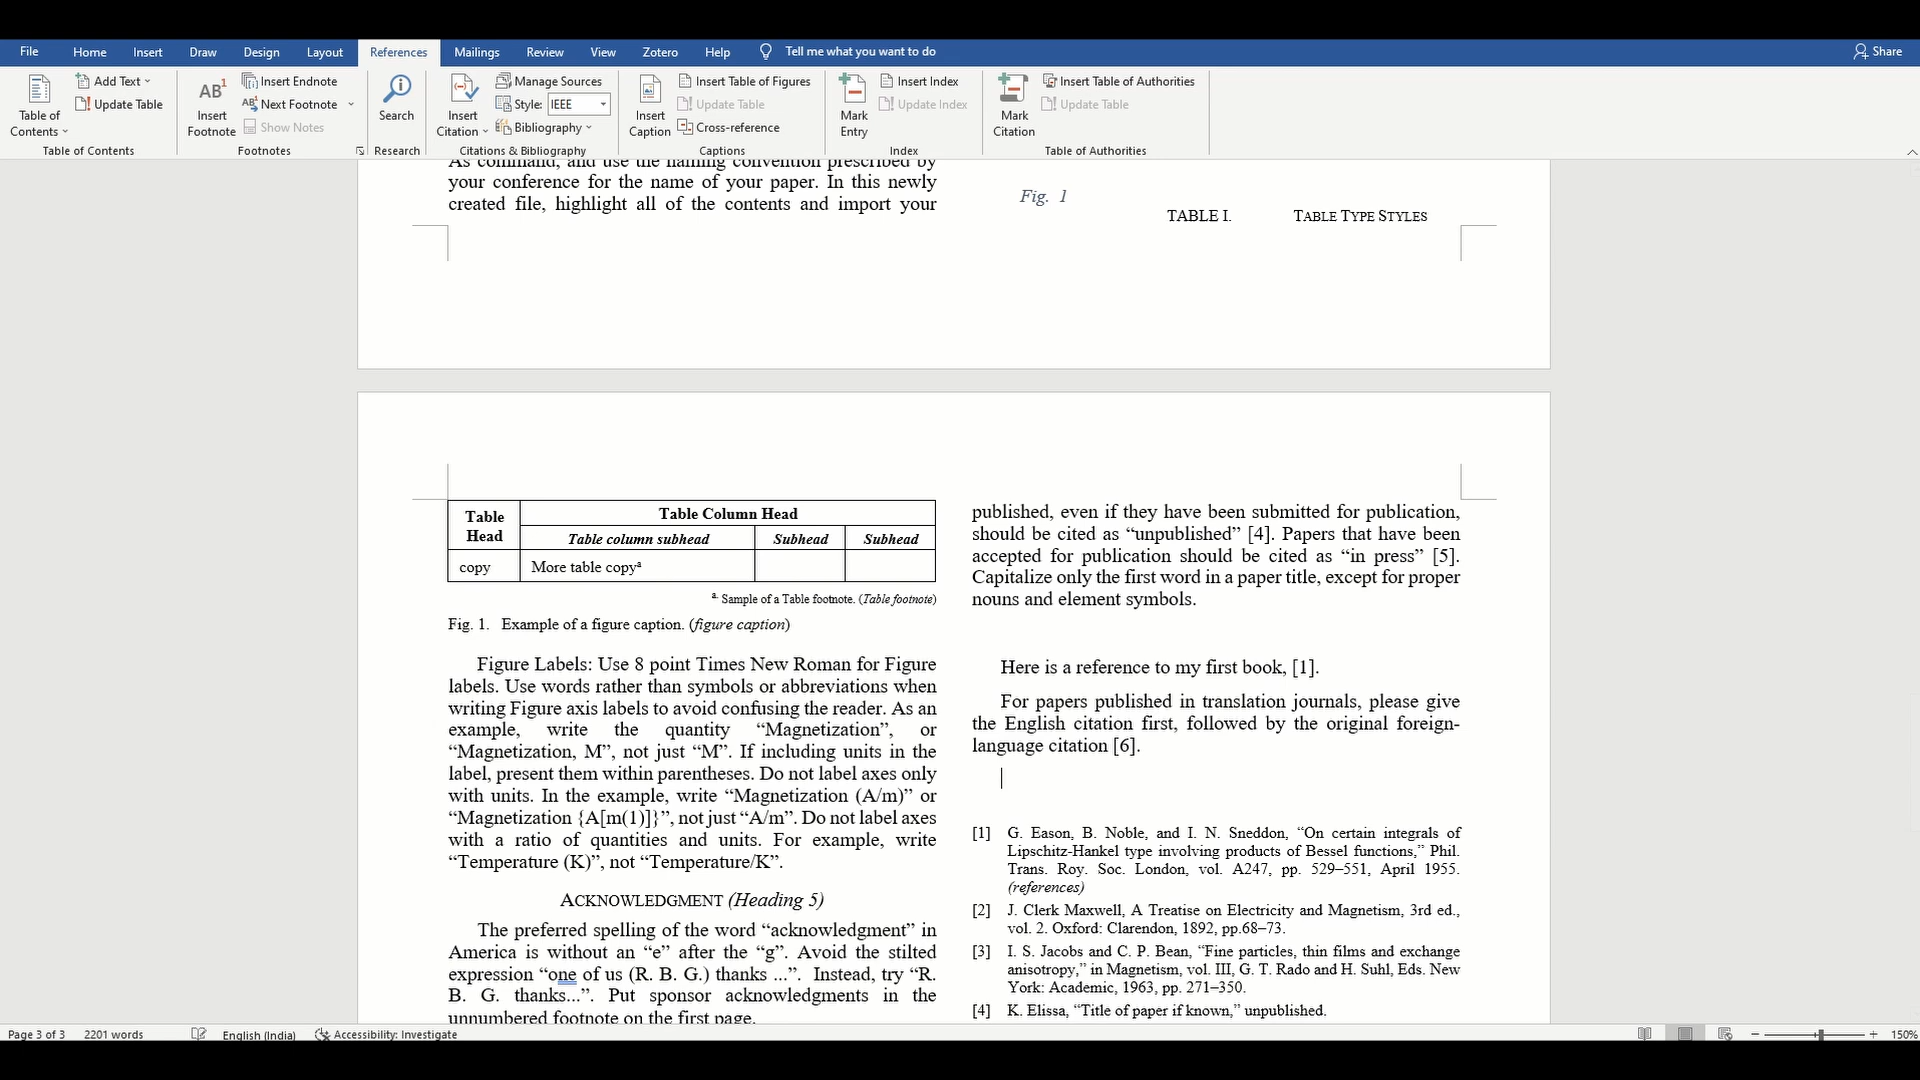 File Home Insert Draw Design Layout References Mailings Review View Zotero Help Tell me what you want to do Share
Table of Contents
Add Text
Update Table
Table of Contents
AB1 Insert Footnote
Insert Endnote
AB1 Next Footnote
Show Notes
Footnotes
Search
Research
Insert Citation
Manage Sources
Style: IEEE
Bibliography
Citations & Bibliography
Insert Caption
Insert Table of Figures
Update Table
Cross-reference
Captions
Mark Entry
Insert Index
Update Index
Index
Mark Citation
Insert Table of Authorities
Update Table
Table of Authorities
As command, and use the naming convention prescribed by
your conference for the name of your paper. In this newly
created file, highlight all of the contents and import your
Fig. 1
TABLE I. TABLE TYPE STYLES
Table Head
Table Column Head
Table column subhead Subhead Subhead
copy More table copya
a. Sample of a Table footnote. (Table footnote)
Fig. 1. Example of a figure caption. (figure caption)
Figure Labels: Use 8 point Times New Roman for Figure
labels. Use words rather than symbols or abbreviations when
writing Figure axis labels to avoid confusing the reader. As an
example, write the quantity “Magnetization”, or
“Magnetization, M”, not just “M”. If including units in the
label, present them within parentheses. Do not label axes only
with units. In the example, write “Magnetization (A/m)” or
“Magnetization {A[m(1)]}”, not just “A/m”. Do not label axes
with a ratio of quantities and units. For example, write
“Temperature (K)”, not “Temperature/K”.
ACKNOWLEDGMENT (Heading 5)
The preferred spelling of the word “acknowledgment” in
America is without an “e” after the “g”. Avoid the stilted
expression “one of us (R. B. G.) thanks ...”. Instead, try “R.
B. G. thanks...”. Put sponsor acknowledgments in the
unnumbered footnote on the first page.
published, even if they have been submitted for publication,
should be cited as “unpublished” [4]. Papers that have been
accepted for publication should be cited as “in press” [5].
Capitalize only the first word in a paper title, except for proper
nouns and element symbols.
Here is a reference to my first book, [1].
For papers published in translation journals, please give
the English citation first, followed by the original foreign-
language citation [6].
[1] G. Eason, B. Noble, and I. N. Sneddon, “On certain integrals of
Lipschitz-Hankel type involving products of Bessel functions,” Phil.
Trans. Roy. Soc. London, vol. A247, pp. 529–551, April 1955.
(references)
[2] J. Clerk Maxwell, A Treatise on Electricity and Magnetism, 3rd ed.,
vol. 2. Oxford: Clarendon, 1892, pp.68–73.
[3] I. S. Jacobs and C. P. Bean, “Fine particles, thin films and exchange
anisotropy,” in Magnetism, vol. III, G. T. Rado and H. Suhl, Eds. New
York: Academic, 1963, pp. 271–350.
[4] K. Elissa, “Title of paper if known,” unpublished.
Page 3 of 3 2201 words English (India) Accessibility: Investigate 150%